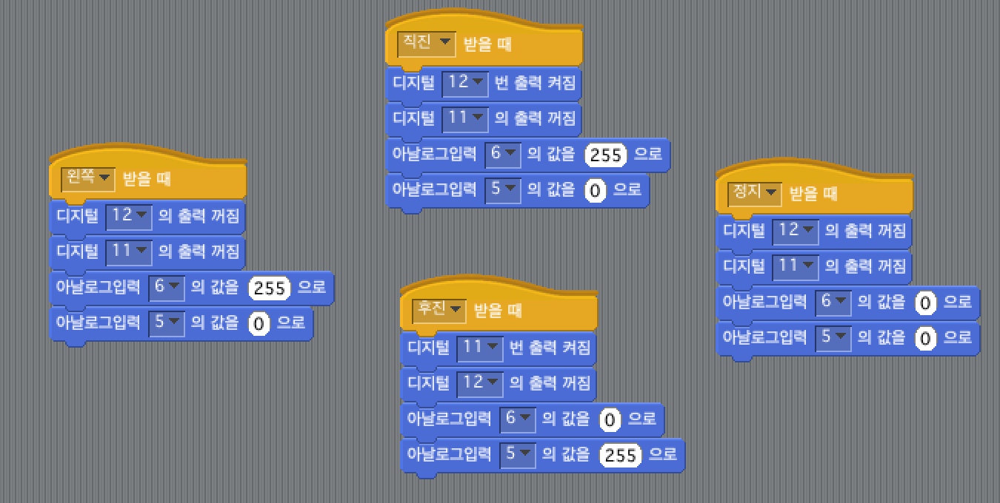 직진 받을 때
디지털 12 번 출력 켜짐
디지털 11 의 출력 꺼짐
아날로그입력 6 의 값을 255 으로
아날로그입력 5 의 값을 0 으로
왼쪽 받을 때
디지털 12 의 출력 꺼짐
디지털 11 의 출력 꺼짐
아날로그입력 6 의 값을 255 으로
아날로그입력 5 의 값을 0 으로
후진 받을 때
디지털 11 번 출력 켜짐
디지털 12 의 출력 꺼짐
아날로그입력 6 의 값을 0 으로
아날로그입력 5 의 값을 255 으로
정지 받을 때
디지털 12 의 출력 꺼짐
디지털 11 의 출력 꺼짐
아날로그입력 6 의 값을 0 으로
아날로그입력 5 의 값을 0 으로